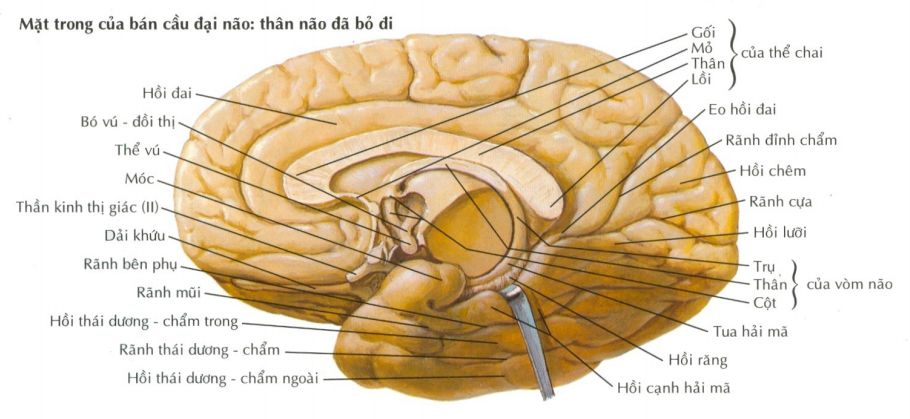 Mặt trong của bán cầu đại não: thân não đã bỏ đi
Hồi đai
Bó vú - đồi thị
Thể vú
Móc
Thần kinh thị giác (II)
Dải khứu
Rãnh bên phụ
Rãnh mũi
Hồi thái dương - chẩm trong
Rãnh thái dương - chẩm
Hồi thái dương - chẩm ngoài
Gối
Mỏ
Thân
Lồi
của thể chai
Eo hồi đai
Rãnh đỉnh chẩm
Hồi chêm
Rãnh cựa
Hồi lưỡi
Trụ
Thân
Cột
của vòm não
Tua hải mã
Hồi răng
Hồi cạnh hải mã